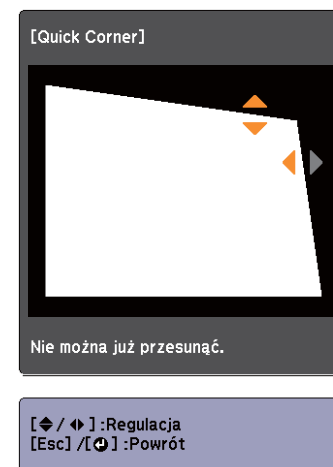 [Quick Corner]
Nie można już przesunąć.
[◆/◆] :Regulacja
[Esc] /[⏎] :Powrót